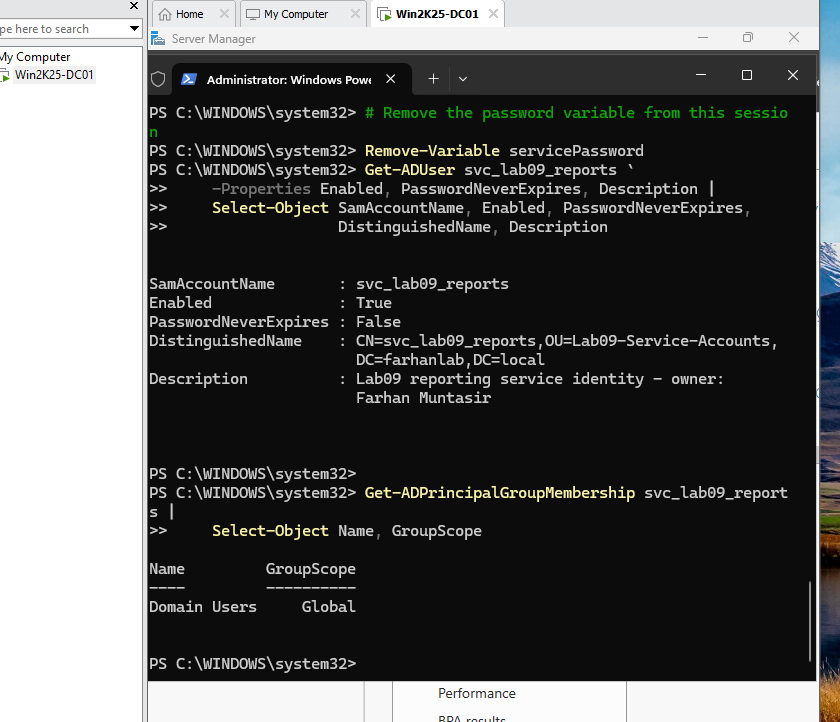 Home
My Computer
Win2K25-DC01
Server Manager
pe here to search
My Computer
Win2K25-DC01
Administrator: Windows Powe
PS C:\WINDOWS\system32> # Remove the password variable from this sessio
n
PS C:\WINDOWS\system32> Remove-Variable servicePassword
PS C:\WINDOWS\system32> Get-ADUser svc_lab09_reports `
>>     -Properties Enabled, PasswordNeverExpires, Description |
>>     Select-Object SamAccountName, Enabled, PasswordNeverExpires,
>>                   DistinguishedName, Description
SamAccountName       : svc_lab09_reports
Enabled              : True
PasswordNeverExpires : False
DistinguishedName    : CN=svc_lab09_reports,OU=Lab09-Service-Accounts,
                       DC=farhanlab,DC=local
Description          : Lab09 reporting service identity - owner:
                       Farhan Muntasir
PS C:\WINDOWS\system32>
PS C:\WINDOWS\system32> Get-ADPrincipalGroupMembership svc_lab09_report
s |
>>     Select-Object Name, GroupScope
Name         GroupScope
----         ----------
Domain Users     Global
PS C:\WINDOWS\system32>
Performance
BPA results